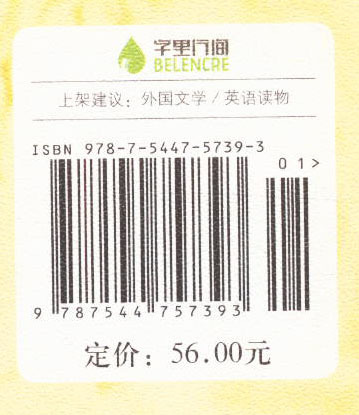 字里行间
BELENCRE
上架建议：外国文学/英语读物
ISBN 978-7-5447-5739-3
01>
9 787544 757393
定价：56.00元